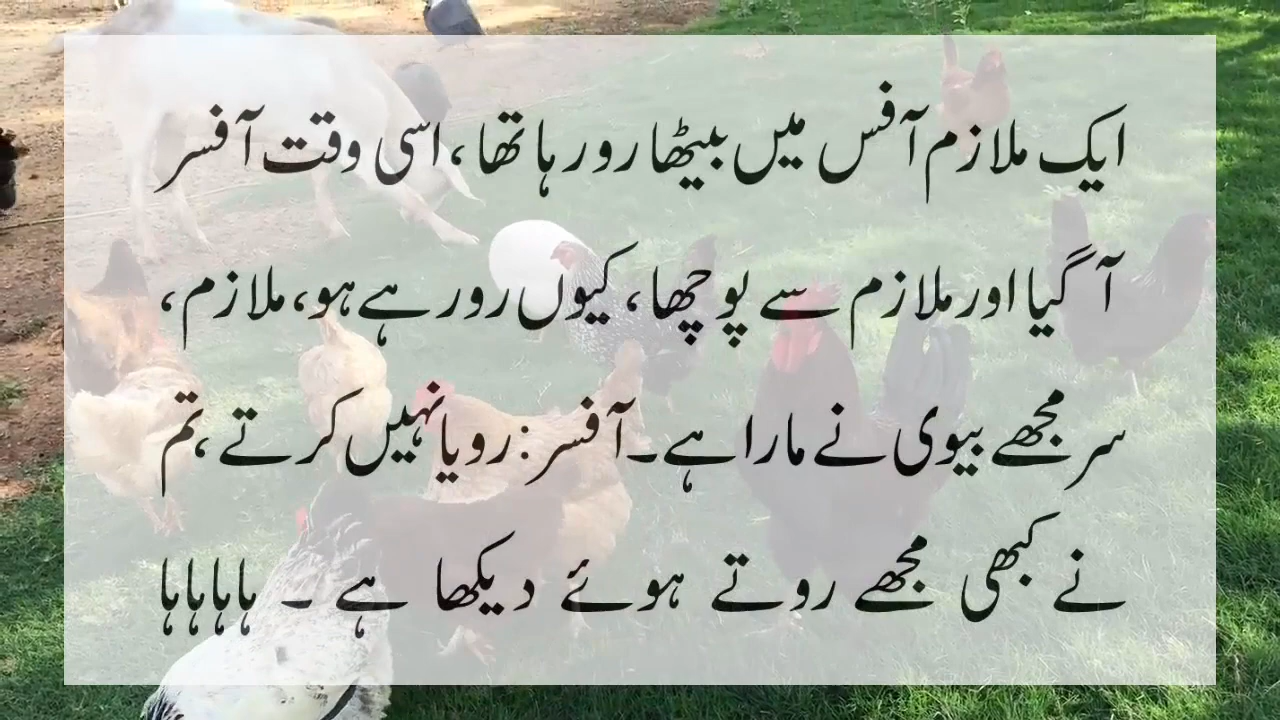 ایک ملازم آفس میں بیٹھا رو رہا تھا، اسی وقت آفسر
آ گیا اور ملازم سے پوچھا، کیوں رو رہے ہو، ملازم،
سر مجھے بیوی نے مارا ہے۔ آفسر: رویا نہیں کرتے، تم
نے کبھی مجھے روتے ہوئے دیکھا ہے ۔ ہاہاہاہا